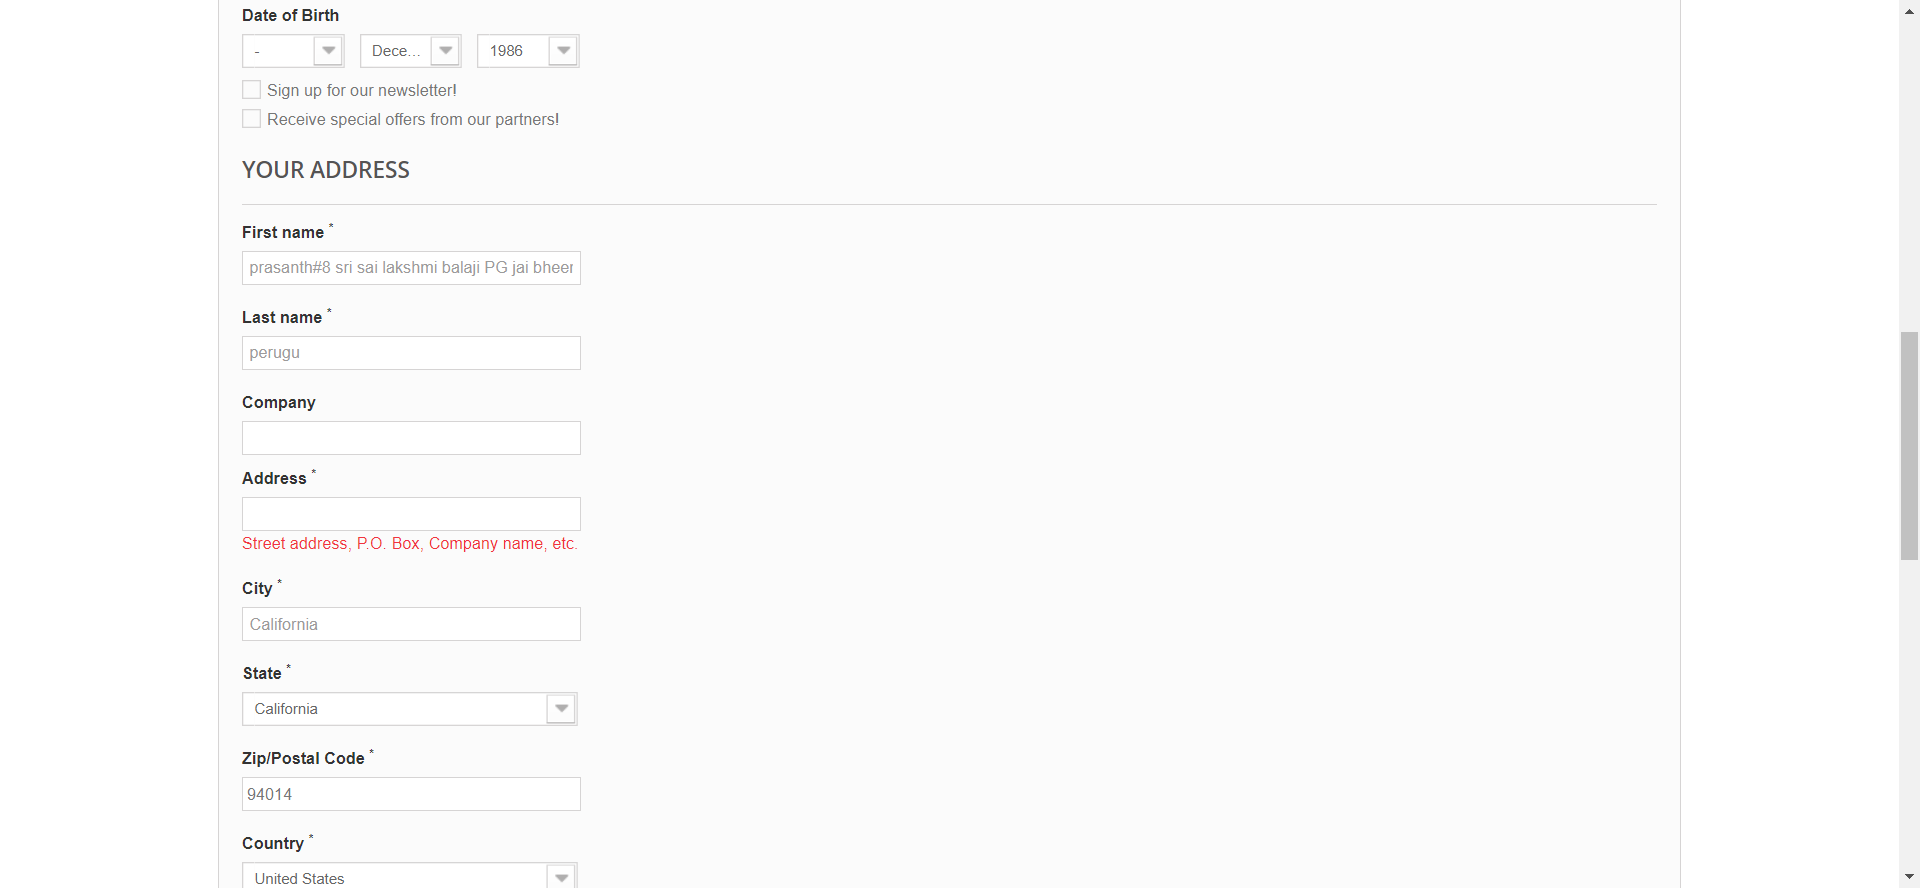 Date of Birth
- Dece... 1986
Sign up for our newsletter!
Receive special offers from our partners!
YOUR ADDRESS
First name *
prasanth#8 sri sai lakshmi balaji PG jai
Last name *
perugu
Company
Address *
Street address, P.O. Box, Company name, etc.
City *
California
State *
California
Zip/Postal Code *
94014
Country *
United States